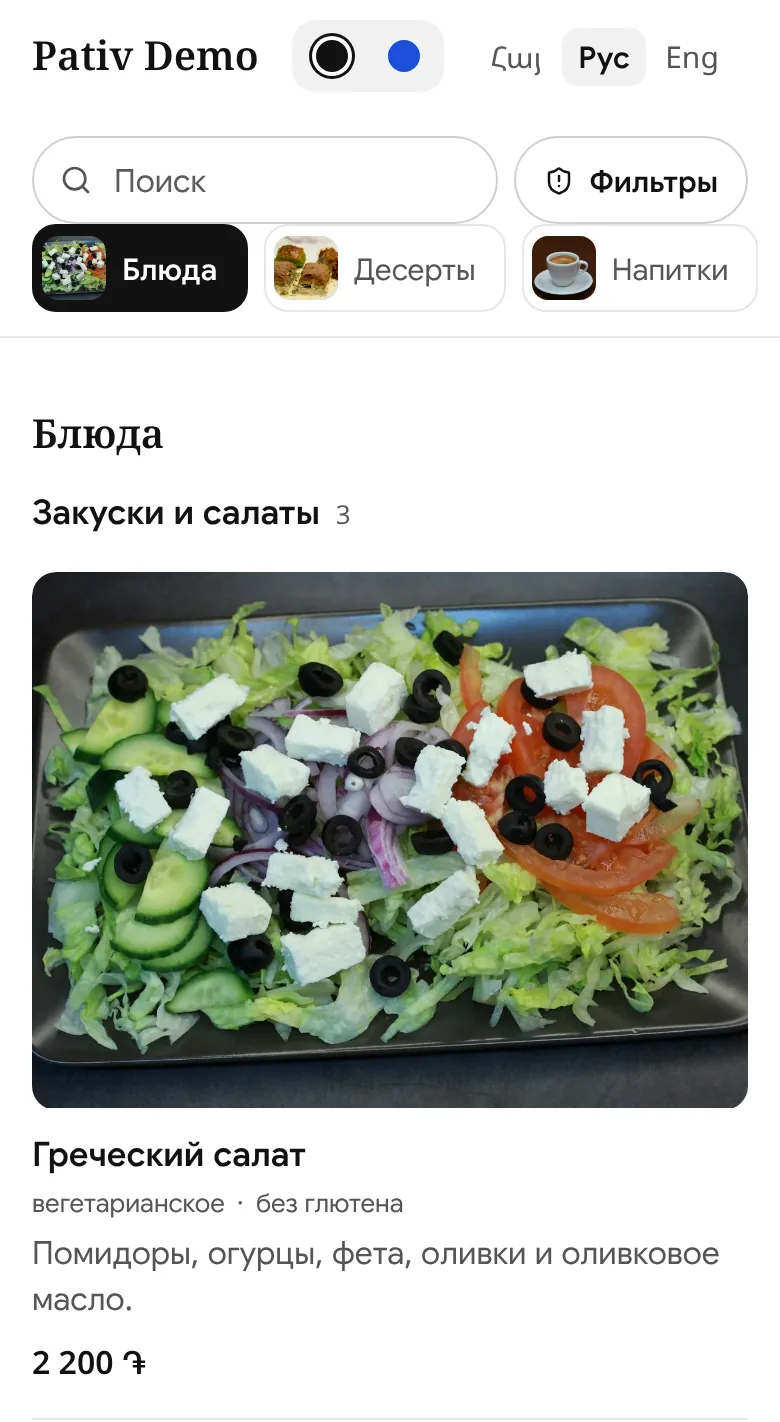 Pativ Demo
Հայ Рус Eng
Поиск
Фильтры
Блюда Десерты Напитки
Блюда
Закуски и салаты 3
Греческий салат
вегетарианское · без глютена
Помидоры, огурцы, фета, оливки и оливковое
масло.
2 200 ֏